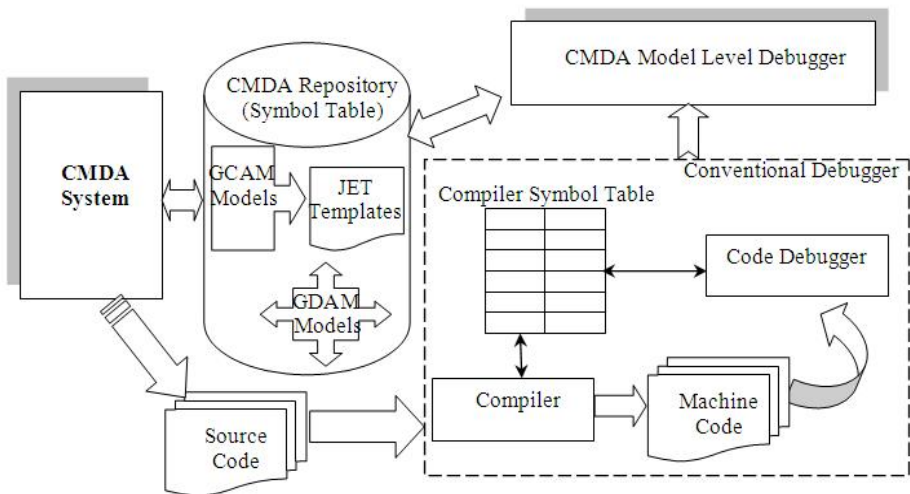 CMDA Model Level Debugger
CMDA Repository
(Symbol Table)
CMDA
System
GCAM
Models
JET
Templates
GDAM
Models
Conventional Debugger
Compiler Symbol Table
Code Debugger
Compiler
Machine
Code
Source
Code